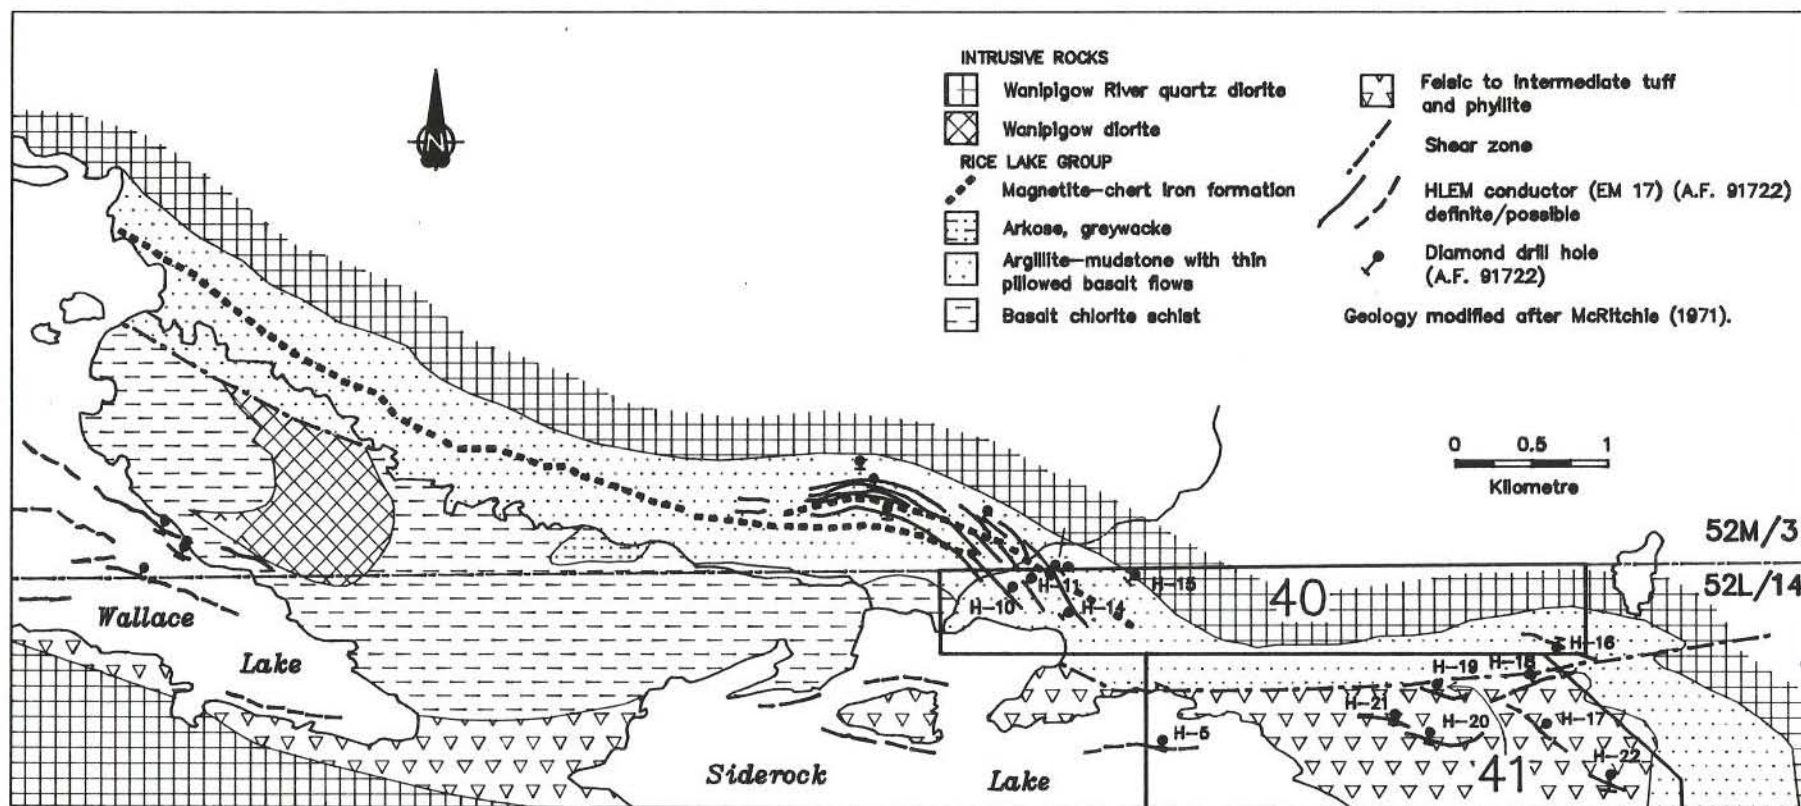 INTRUSIVE ROCKS
Wanipigow River quartz diorite
Wanipigow diorite
RICE LAKE GROUP
Magnetite-chert iron formation
Arkose, greywacke
Argillite-mudstone with thin
pillowed basalt flows
Basalt chlorite schist
Felsic to intermediate tuff
and phyllite
Shear zone
HLEM conductor (EM 17) (A.F. 91722)
definite/possible
Diamond drill hole
(A.F. 91722)
Geology modified after McRitchie (1971).
N
0 0.5 1
Kilometre
52M/3
52L/14
40
H-10
H-11
H-14
H-15
H-16
H-18
H-19
H-21
H-20
H-17
H-5
H-22
41
Wallace
Lake
Siderock
Lake